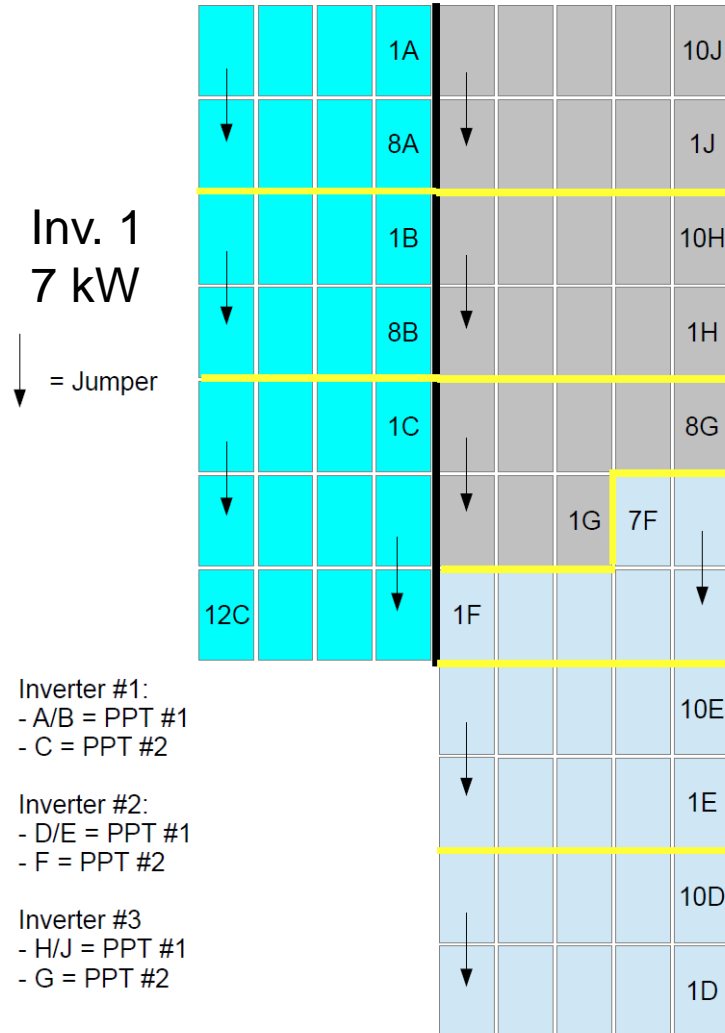 1A
10J
8A
1J
Inv. 1
7 kW
1B
10H
8B
1H
= Jumper
1C
8G
1G
7F
12C
1F
Inverter #1:
- A/B = PPT #1
- C = PPT #2
10E
Inverter #2:
- D/E = PPT #1
- F = PPT #2
1E
10D
Inverter #3
- H/J = PPT #1
- G = PPT #2
1D